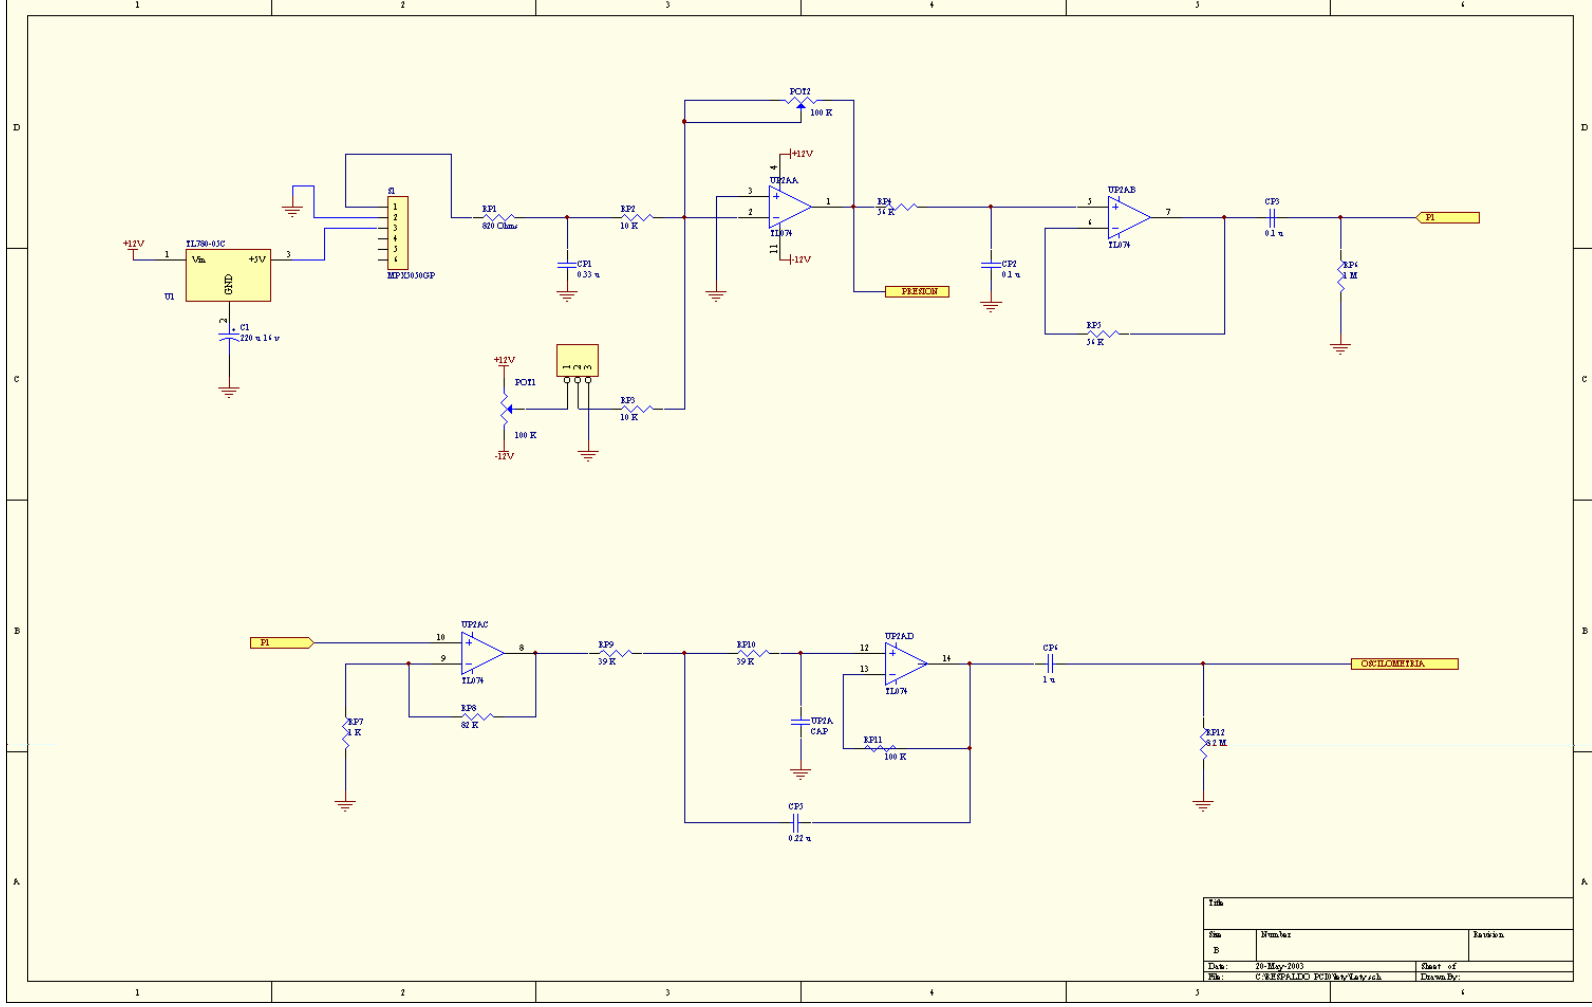 1 2 3 4 5 6
D D
POT2
100 K
+12V
4
UP2AA
3
2
1
TL074
11
-12V
S1
1
2
3
4
5
6
MPX5050GP
RP1
820 Ohms
RP2
10 K
CP1
0.33 u
RP4
56 K
UP2AB
5
6
7
TL074
CP3
0.1 u
P1
+12V
TL780-05C
1
Vin
+5V
3
GND
U1
2
+
C1
220 u 16 v
PRESION
CP2
0.1 u
RP6
1 M
RP5
56 K
C C
+12V
POT1
100 K
-12V
1 2 3
RP3
10 K
B B
P1
UP2AC
10
9
8
TL074
RP9
39 K
RP10
39 K
UP2AD
12
13
14
TL074
CP6
1 u
OSCILOMETRIA
RP7
1 K
RP8
82 K
UP2A
CAP
RP11
100 K
RP12
8.2 M
CP5
0.22 u
A A
Title
Size
B
Number
Revision
Date:
20-May-2003
Sheet of
File:
Drawn By:
1 2 3 4 5 6